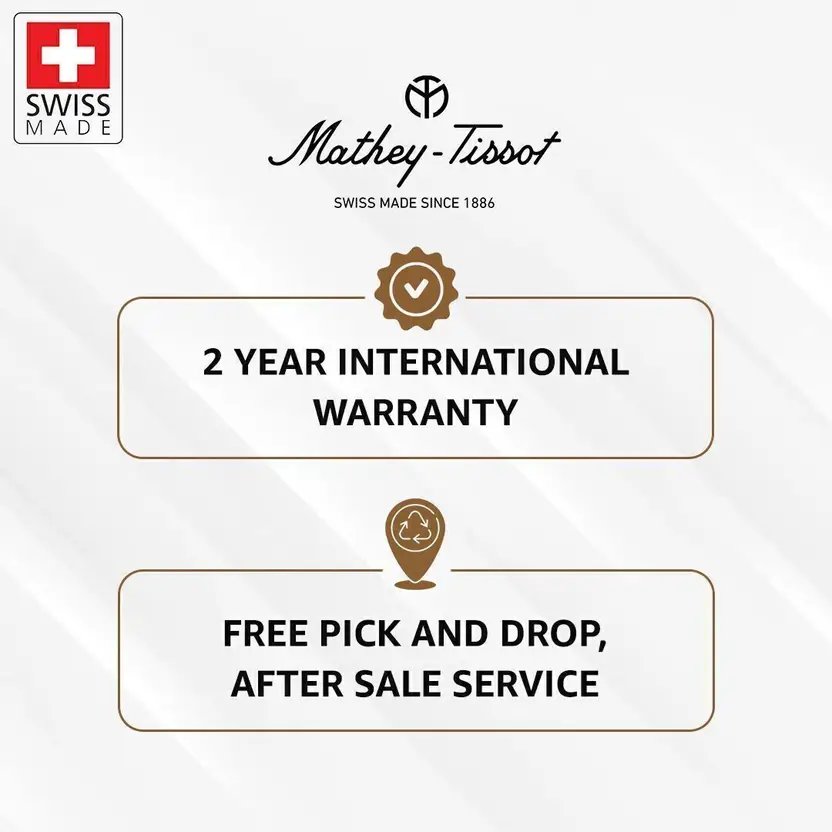 SWISS
MADE
Mathey-Tissot
SWISS MADE SINCE 1886
2 YEAR INTERNATIONAL
WARRANTY
FREE PICK AND DROP,
AFTER SALE SERVICE